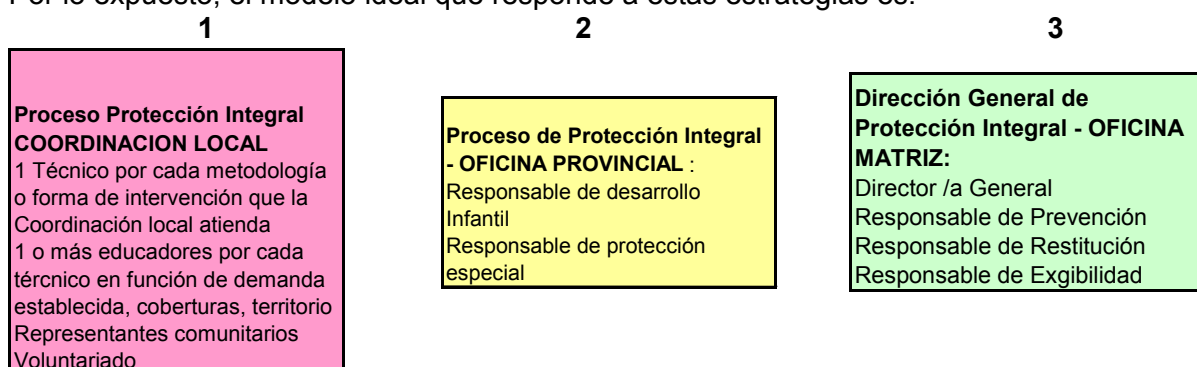 Por lo expuesto, el modelo ideal que responde a estas estrategias es:
1
2
3
Proceso Protección Integral
COORDINACION LOCAL
1 Técnico por cada metodología
o forma de intervención que la
Coordinación local atienda
1 o más educadores por cada
tércnico en función de demanda
establecida, coberturas, territorio
Representantes comunitarios
Voluntariado
Proceso de Protección Integral
- OFICINA PROVINCIAL :
Responsable de desarrollo
Infantil
Responsable de protección
especial
Dirección General de
Protección Integral - OFICINA
MATRIZ:
Director /a General
Responsable de Prevención
Responsable de Restitución
Responsable de Exgibilidad